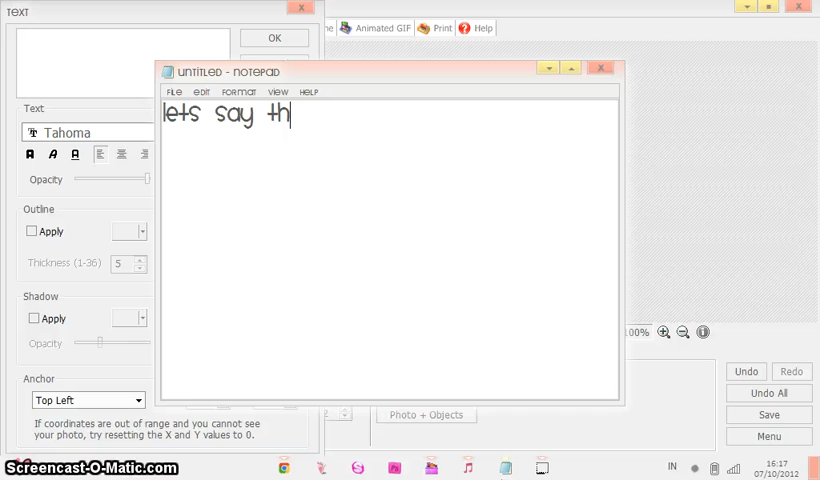 TEXT
OK
Animated GIF
Print
Help
Untitled - Notepad
File Edit Format View Help
lets say th
Text
Tahoma
A A A
Opacity
Outline
Apply
Thickness (1-36) 5
Shadow
Apply
Opacity
Anchor
Top Left
If coordinates are out of range and you cannot see your photo, try resetting the X and Y values to 0.
100%
Photo + Objects
Undo Redo
Undo All
Save
Menu
Screencast-O-Matic.com
IN
16:17
07/10/2012